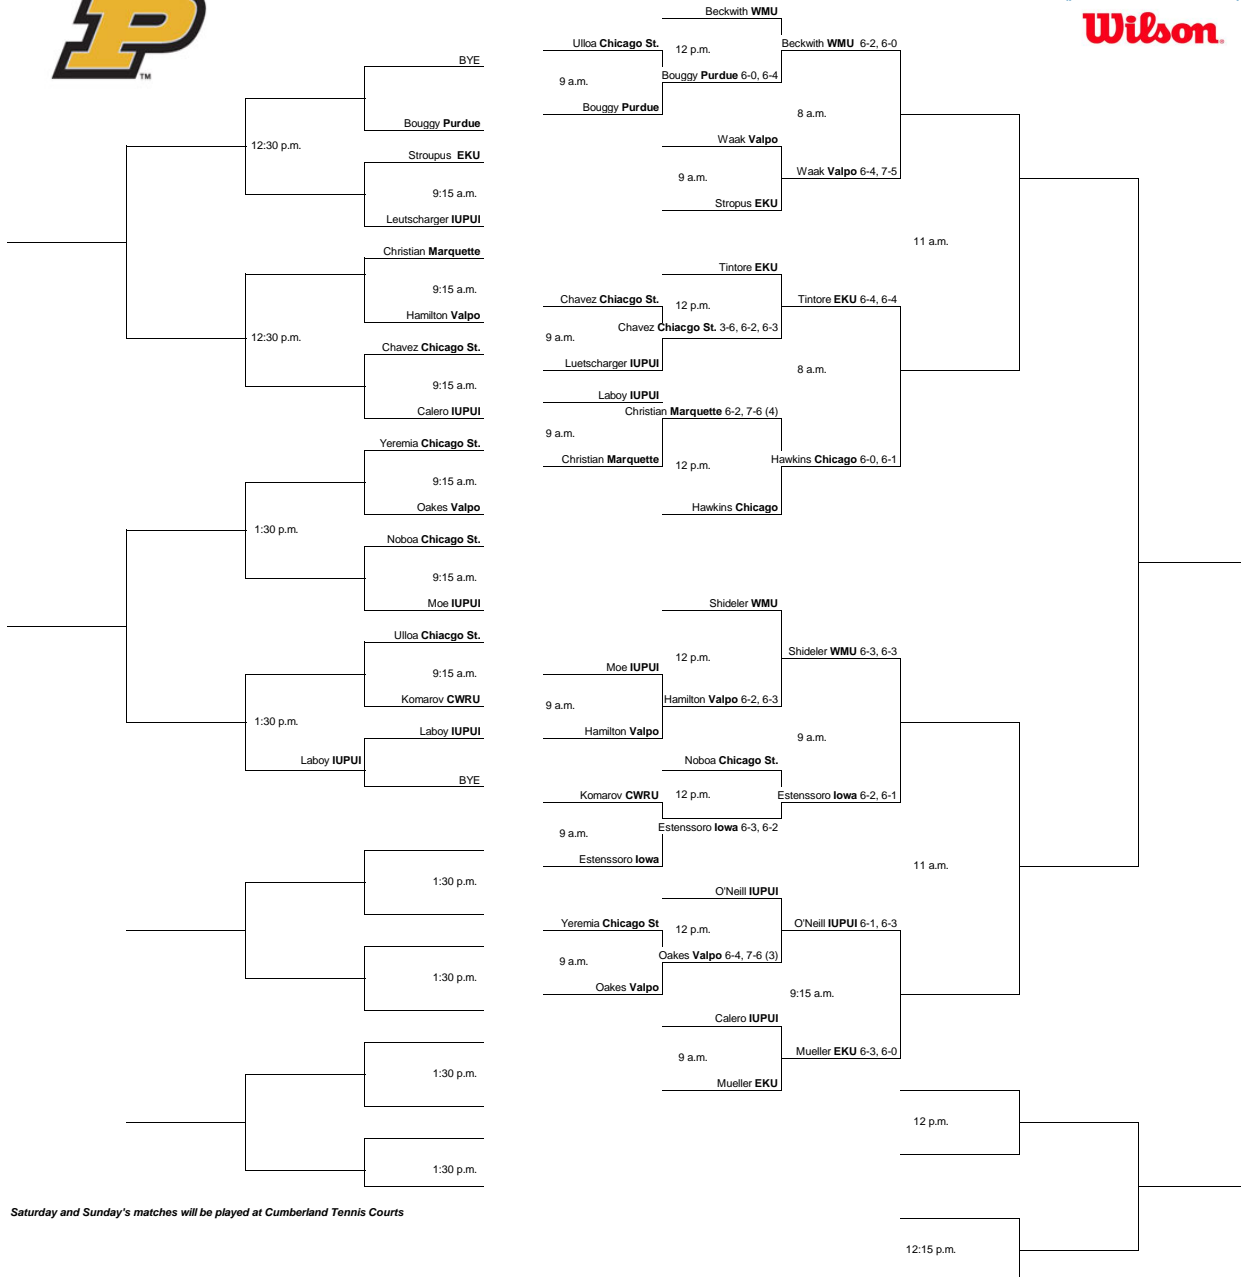 P
TM
Wilson.
BYE
Bouggy Purdue
12:30 p.m.
Stroupus EKU
9:15 a.m.
Leutscharger IUPUI
Christian Marquette
9:15 a.m.
Hamilton Valpo
12:30 p.m.
Chavez Chicago St.
9:15 a.m.
Calero IUPUI
Yeremia Chicago St.
9:15 a.m.
Oakes Valpo
1:30 p.m.
Noboa Chicago St.
9:15 a.m.
Moe IUPUI
Ulloa Chiacgo St.
9:15 a.m.
Komarov CWRU
1:30 p.m.
Laboy IUPUI
Laboy IUPUI
BYE
1:30 p.m.
1:30 p.m.
1:30 p.m.
1:30 p.m.
Beckwith WMU
Ulloa Chicago St.
12 p.m.
Beckwith WMU 6-2, 6-0
9 a.m.
Bouggy Purdue 6-0, 6-4
Bouggy Purdue
8 a.m.
Waak Valpo
9 a.m.
Waak Valpo 6-4, 7-5
Stropus EKU
11 a.m.
Tintore EKU
Chavez Chiacgo St.
12 p.m.
Tintore EKU 6-4, 6-4
Chavez Chiacgo St. 3-6, 6-2, 6-3
9 a.m.
Luetscharger IUPUI
8 a.m.
Laboy IUPUI
Christian Marquette 6-2, 7-6 (4)
9 a.m.
Christian Marquette
12 p.m.
Hawkins Chicago 6-0, 6-1
Hawkins Chicago
Shideler WMU
12 p.m.
Shideler WMU 6-3, 6-3
Moe IUPUI
9 a.m.
Hamilton Valpo 6-2, 6-3
Hamilton Valpo
9 a.m.
Noboa Chicago St.
Komarov CWRU
12 p.m.
Estenssoro Iowa 6-2, 6-1
9 a.m.
Estenssoro Iowa 6-3, 6-2
Estenssoro Iowa
11 a.m.
O'Neill IUPUI
Yeremia Chicago St
12 p.m.
O'Neill IUPUI 6-1, 6-3
9 a.m.
Oakes Valpo 6-4, 7-6 (3)
Oakes Valpo
9:15 a.m.
Calero IUPUI
9 a.m.
Mueller EKU 6-3, 6-0
Mueller EKU
12 p.m.
12:15 p.m.
Saturday and Sunday's matches will be played at Cumberland Tennis Courts